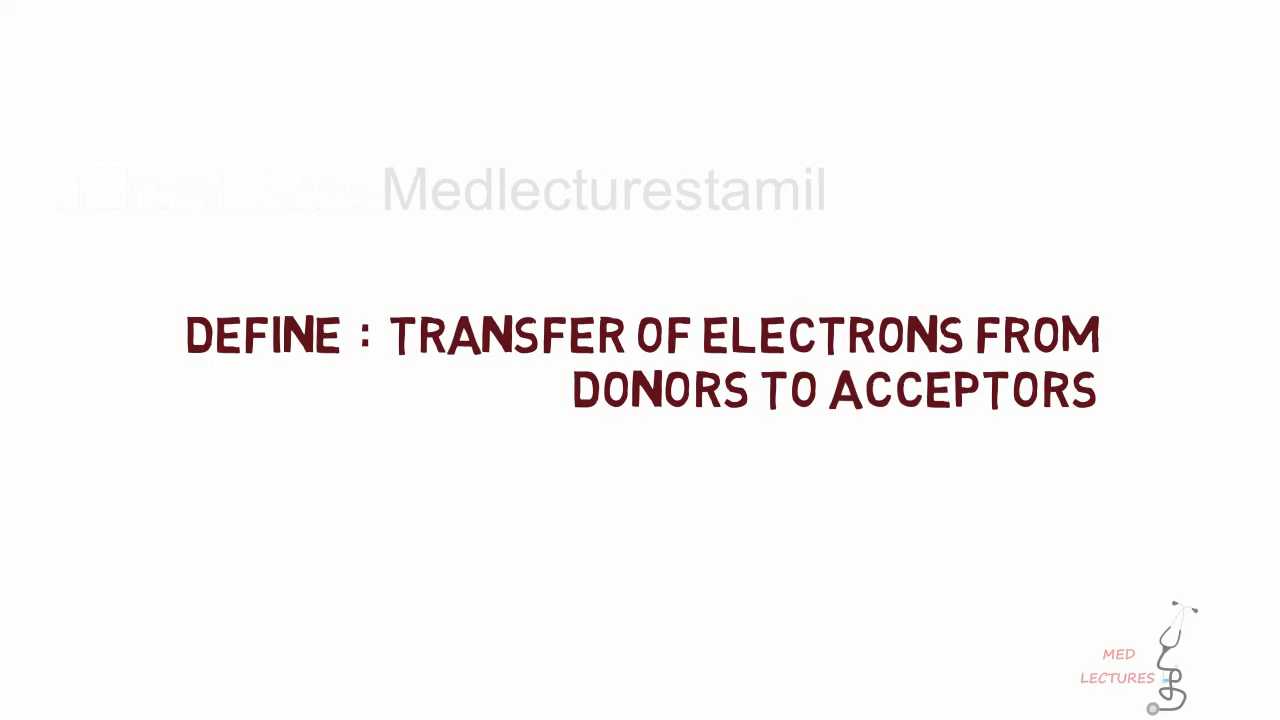 Medlecturestamil
DEFINE : TRANSFER OF ELECTRONS FROM
DONORS TO ACCEPTORS
MED
LECTURES